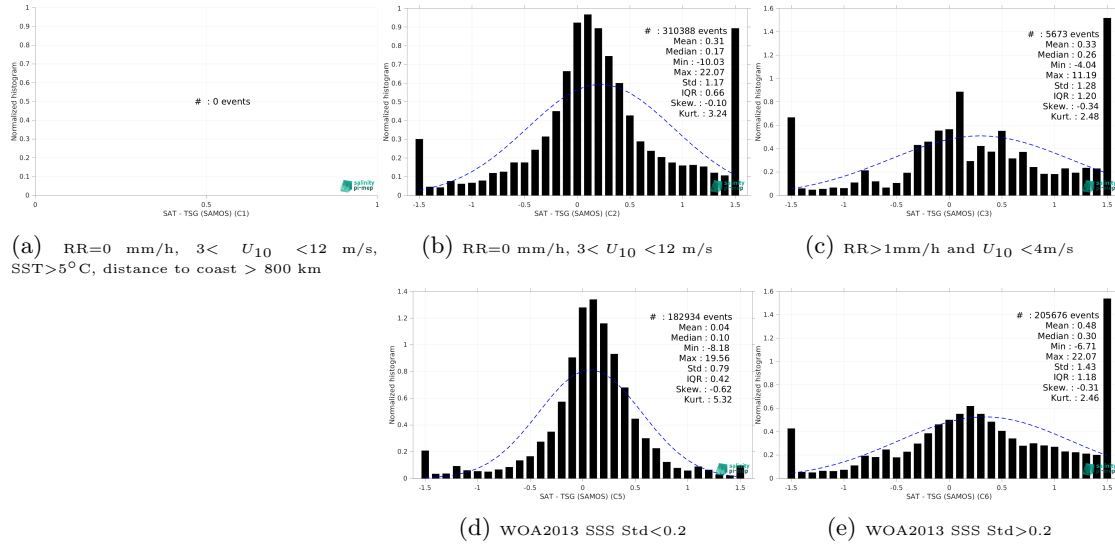 1
0.9
0.8
0.7
0.6
0.5
0.4
0.3
0.2
0.1
0
Normalized histogram
# : 0 events
0 0.5 1
SAT - TSG (SAMOS) (C1)
salinity
pi-mep
(a) RR=0 mm/h, 3< U10 <12 m/s,
SST>5°C, distance to coast > 800 km
1
0.9
0.8
0.7
0.6
0.5
0.4
0.3
0.2
0.1
0
Normalized histogram
# : 310388 events
Mean : 0.31
Median : 0.17
Min : -10.03
Max : 22.07
Std : 1.17
IQR : 0.66
Skew. : -0.10
Kurt. : 3.24
-1.5 -1 -0.5 0 0.5 1 1.5
SAT - TSG (SAMOS) (C2)
salinity
pi-mep
(b) RR=0 mm/h, 3< U10 <12 m/s
1.6
1.4
1.2
1
0.8
0.6
0.4
0.2
0
Normalized histogram
# : 5673 events
Mean : 0.33
Median : 0.26
Min : -4.04
Max : 11.19
Std : 1.28
IQR : 1.20
Skew. : -0.34
Kurt. : 2.48
-1.5 -1 -0.5 0 0.5 1 1.5
SAT - TSG (SAMOS) (C3)
salinity
pi-mep
(c) RR>1mm/h and U10 <4m/s
1.4
1.2
1
0.8
0.6
0.4
0.2
0
Normalized histogram
# : 182934 events
Mean : 0.04
Median : 0.10
Min : -8.18
Max : 19.56
Std : 0.79
IQR : 0.42
Skew. : -0.62
Kurt. : 5.32
-1.5 -1 -0.5 0 0.5 1 1.5
SAT - TSG (SAMOS) (C5)
salinity
pi-mep
(d) WOA2013 SSS Std<0.2
1.6
1.4
1.2
1
0.8
0.6
0.4
0.2
0
Normalized histogram
# : 205676 events
Mean : 0.48
Median : 0.30
Min : -6.71
Max : 22.07
Std : 1.43
IQR : 1.18
Skew. : -0.31
Kurt. : 2.46
-1.5 -1 -0.5 0 0.5 1 1.5
SAT - TSG (SAMOS) (C6)
salinity
pi-mep
(e) WOA2013 SSS Std>0.2